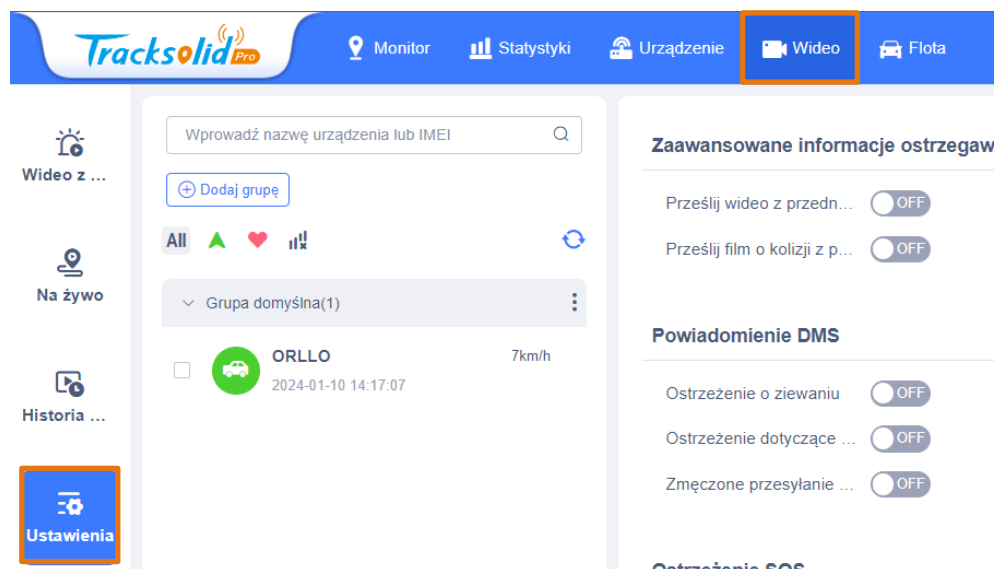 Tracksolid Pro
Monitor
Statystyki
Urządzenie
Wideo
Flota
Wideo z ...
Na żywo
Historia ...
Ustawienia
Wprowadź nazwę urządzenia lub IMEI
Dodaj grupę
All
Grupa domyślna(1)
ORLLO
7km/h
2024-01-10 14:17:07
Zaawansowane informacje ostrzegaw
Prześlij wideo z przedn... OFF
Prześlij film o kolizji z p... OFF
Powiadomienie DMS
Ostrzeżenie o ziewaniu OFF
Ostrzeżenie dotyczące ... OFF
Zmęczone przesyłanie ... OFF
Ostrzeżenie SOS